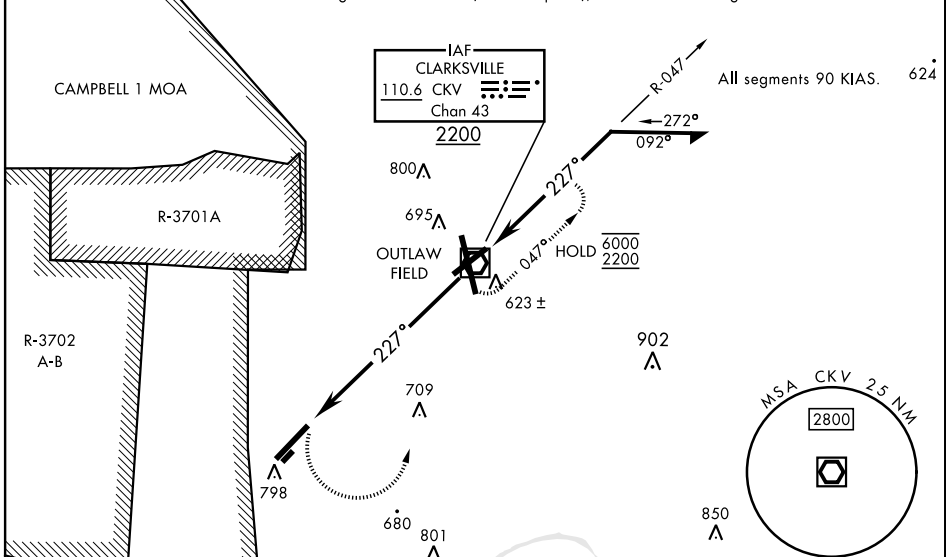 IAF
CLARKSVILLE
110.6 CKV
Chan 43
2200
CAMPBELL 1 MOA
R-047
All segments 90 KIAS.
624
272°
092°
800
227°
R-3701A
695
OUTLAW
FIELD
047°
HOLD 6000
2200
623 ±
R-3702
A-B
227°
902
709
MSA CKV 25 NM
2800
798
680
801
850